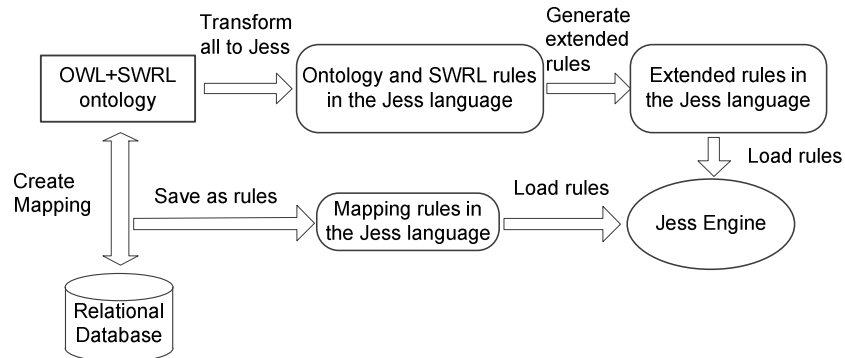 Transform
all to Jess
Generate
extended
rules
OWL+SWRL
ontology
Ontology and SWRL rules
in the Jess language
Extended rules in
the Jess language
Load rules
Create
Mapping
Save as rules
Mapping rules in
the Jess language
Load rules
Jess Engine
Relational
Database